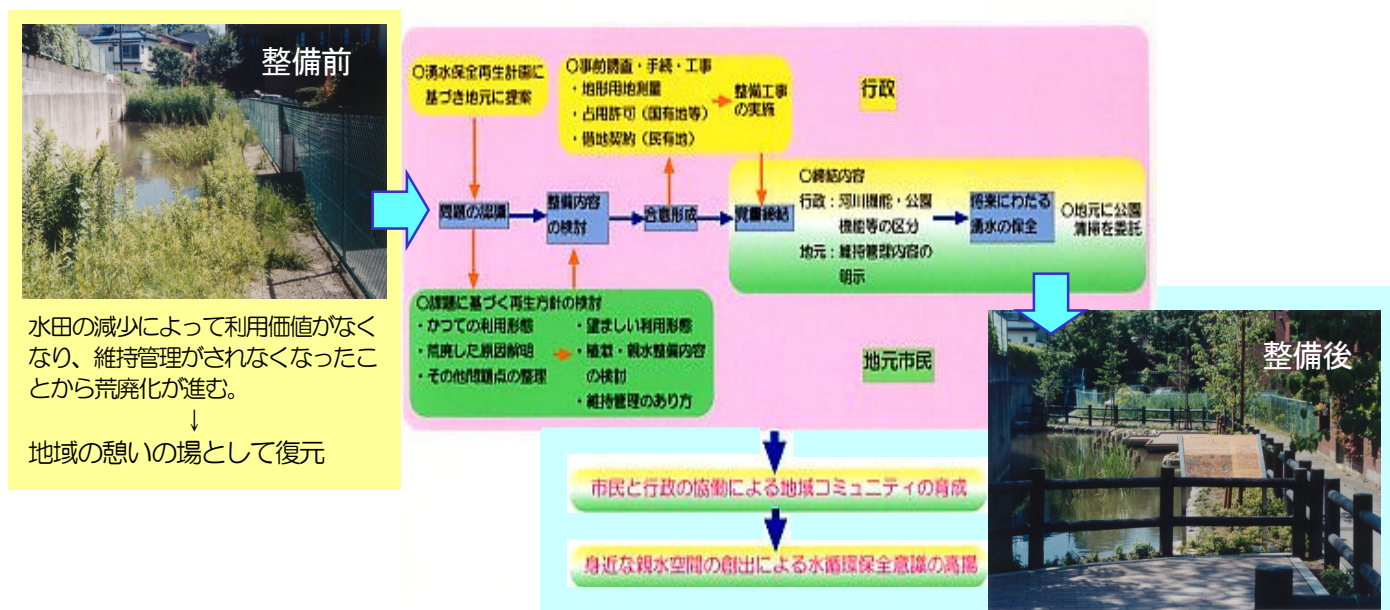 整備前
水田の減少によって利用価値がなく
なり、維持管理がされなくなったこ
とから荒廃化が進む。
↓
地域の憩いの場として復元
〇湧水保全再生計画に
基づき地元に提案
〇事前調査・手続・工事
・地形用地測量
・占用許可（国有地等）
・借地契約（民有地）
整備工事
の実施
行政
問題の認識
整備内容
の検討
合意形成
覚書締結
〇締結内容
行政：河川機能・公園
機能等の区分
地元：維持管理内容の
明示
将来にわたる
湧水の保全
〇地元に公園
清掃を委託
〇課題に基づく再生方針の検討
・かつての利用形態
・荒廃した原因解明
・その他問題点の整理
・望ましい利用形態
・植栽・親水整備内容
の検討
・維持管理のあり方
地元市民
市民と行政の協働による地域コミュニティの育成
身近な親水空間の創出による水循環保全意識の高揚
整備後